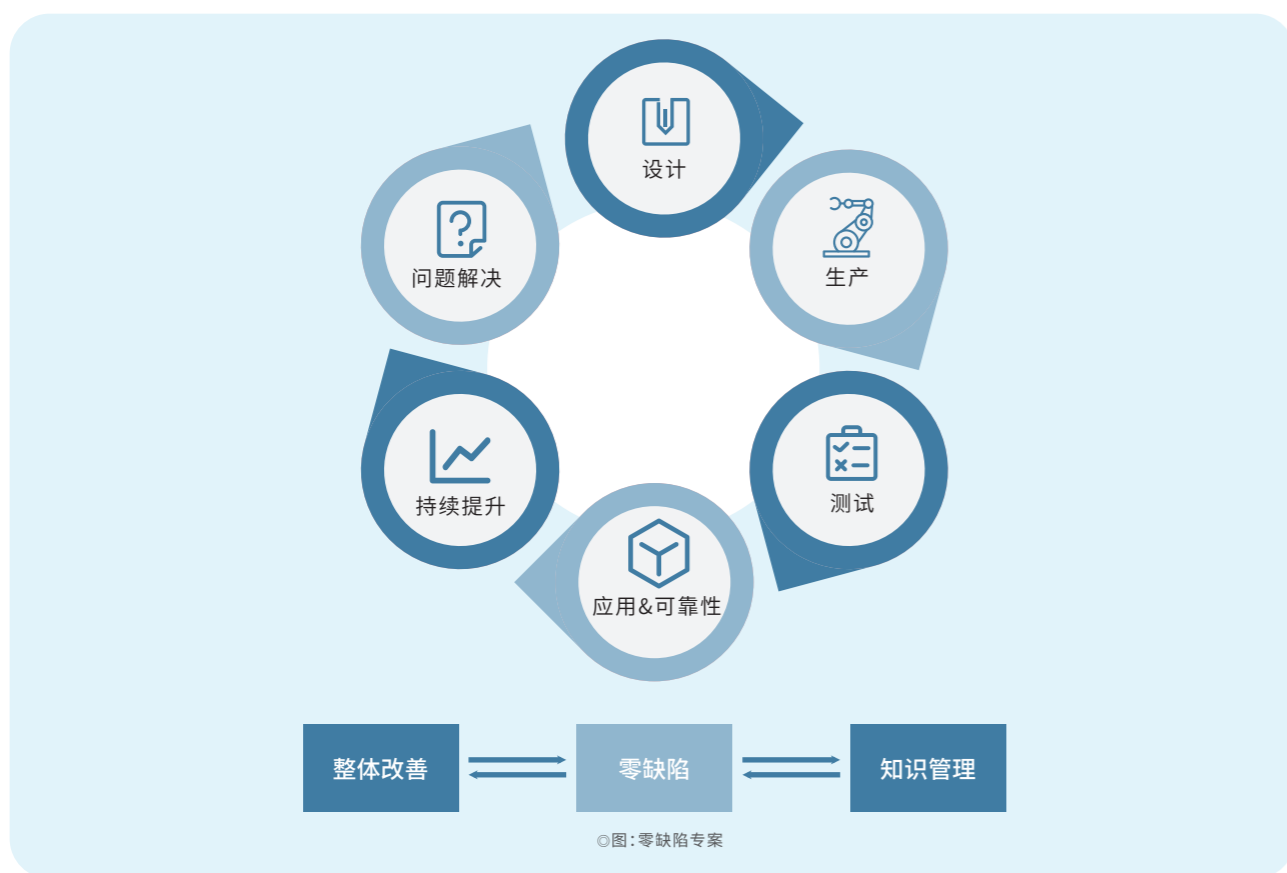 设计
生产
测试
应用&可靠性
持续提升
问题解决
整体改善
零缺陷
知识管理
◎图:零缺陷专案